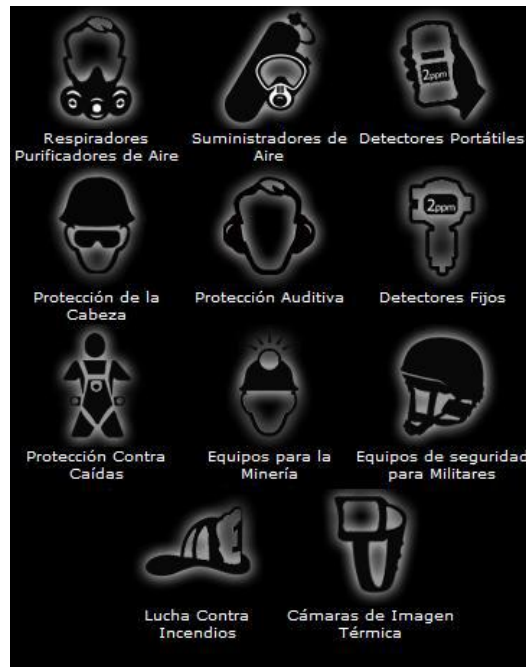 2ppm
Respiradores
Purificadores de Aire
Suministradores de
Aire
Detectores Portátiles
2ppm
Protección de la
Cabeza
Protección Auditiva
Detectores Fijos
Protección Contra
Caídas
Equipos para la
Minería
Equipos de seguridad
para Militares
1
Lucha Contra
Incendios
Cámaras de Imagen
Térmica